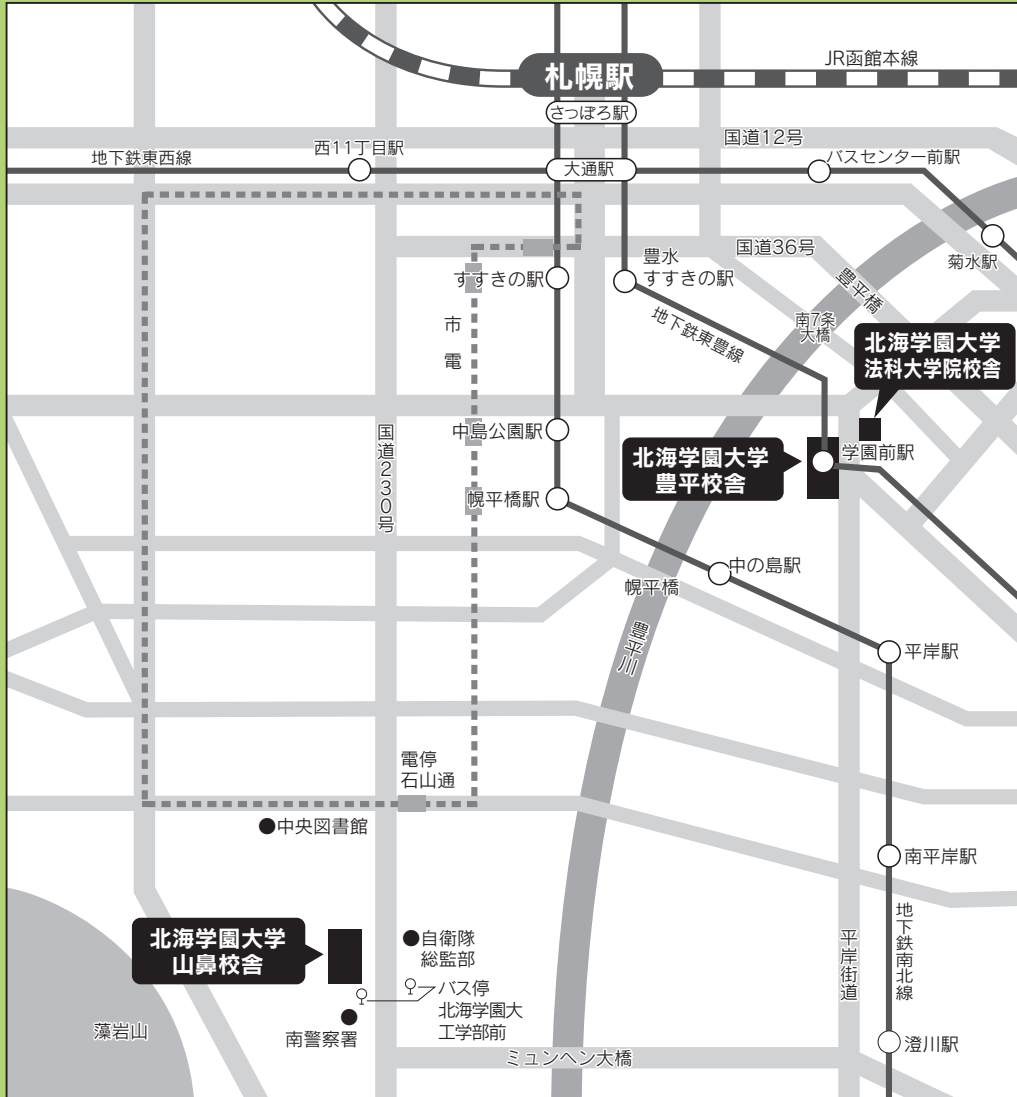 札幌駅
JR函館本線
さっぽろ駅
国道12号
地下鉄東西線
西11丁目駅
大通駅
バスセンター前駅
国道36号
菊水駅
すすきの駅
豊水
すすきの駅
豊平橋
南7条
大橋
地下鉄東豊線
市電
北海学園大学
法科大学院校舎
国道230号
中島公園駅
北海学園大学
豊平校舎
学園前駅
幌平橋駅
中の島駅
幌平橋
豊平川
平岸駅
電停
石山通
中央図書館
南平岸駅
北海学園大学
山鼻校舎
自衛隊
総監部
バス停
北海学園大
工学部前
南警察署
藻岩山
平岸街道
地下鉄南北線
澄川駅
ミュンヘン大橋